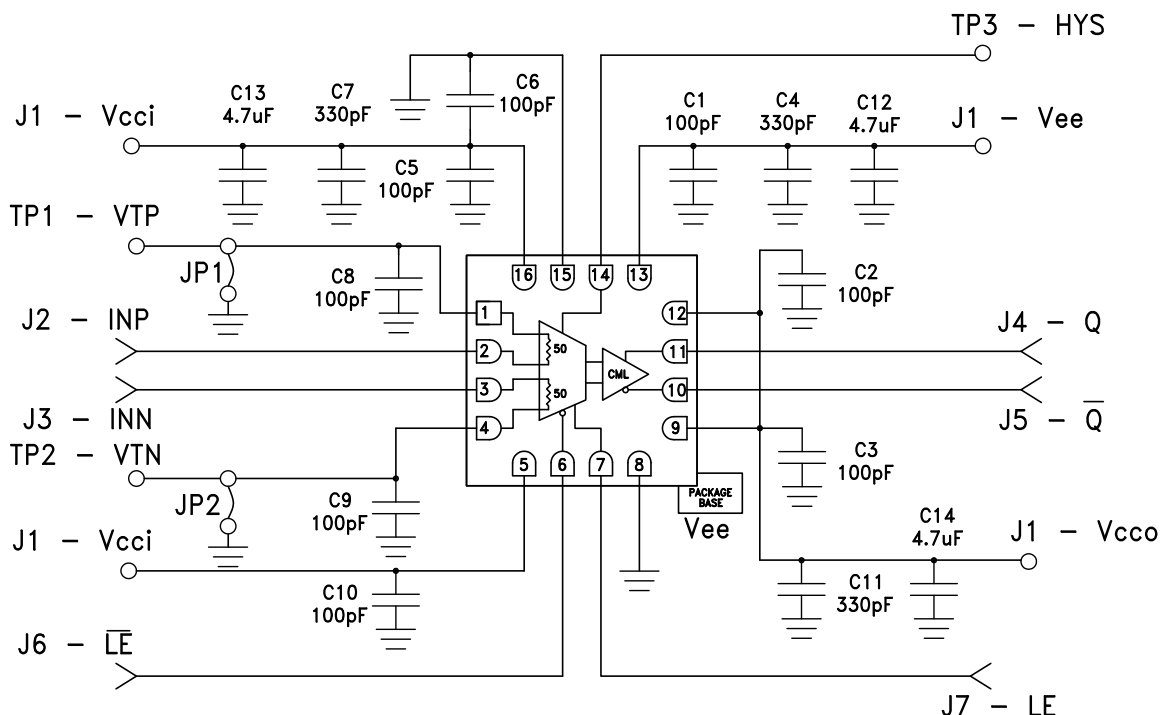 TP3 - HYS
C6
100pF
C13
4.7uF
C7
330pF
C1
100pF
C4
330pF
C12
4.7uF
J1 - Vcci
J1 - Vee
C5
100pF
TP1 - VTP
JP1
C8
100pF
16
15
14
13
C2
100pF
1
12
J2 - INP
J4 - Q̅
2
50
11
CML
3
50
10
J3 - INN
J5 - Q̅
4
9
TP2 - VTN
C3
100pF
5
6
7
8
JP2
C9
100pF
PACKAGE
BASE
Vee
C14
4.7uF
J1 - Vcci
J1 - Vcco
C10
100pF
C11
330pF
J6 - L̅E̅
J7 - LE